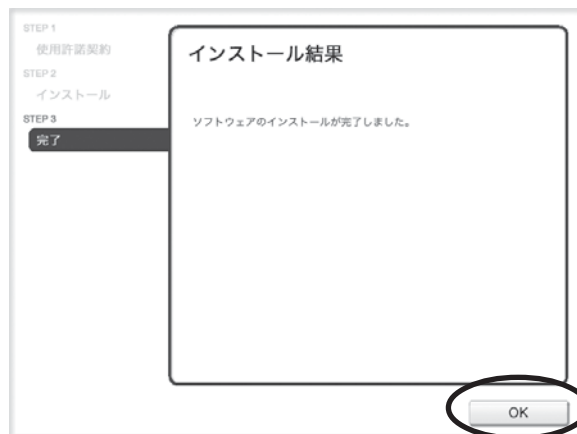 STEP 1
使用許諾契約
STEP 2
インストール
STEP 3
完了
インストール結果
ソフトウェアのインストールが完了しました。
OK